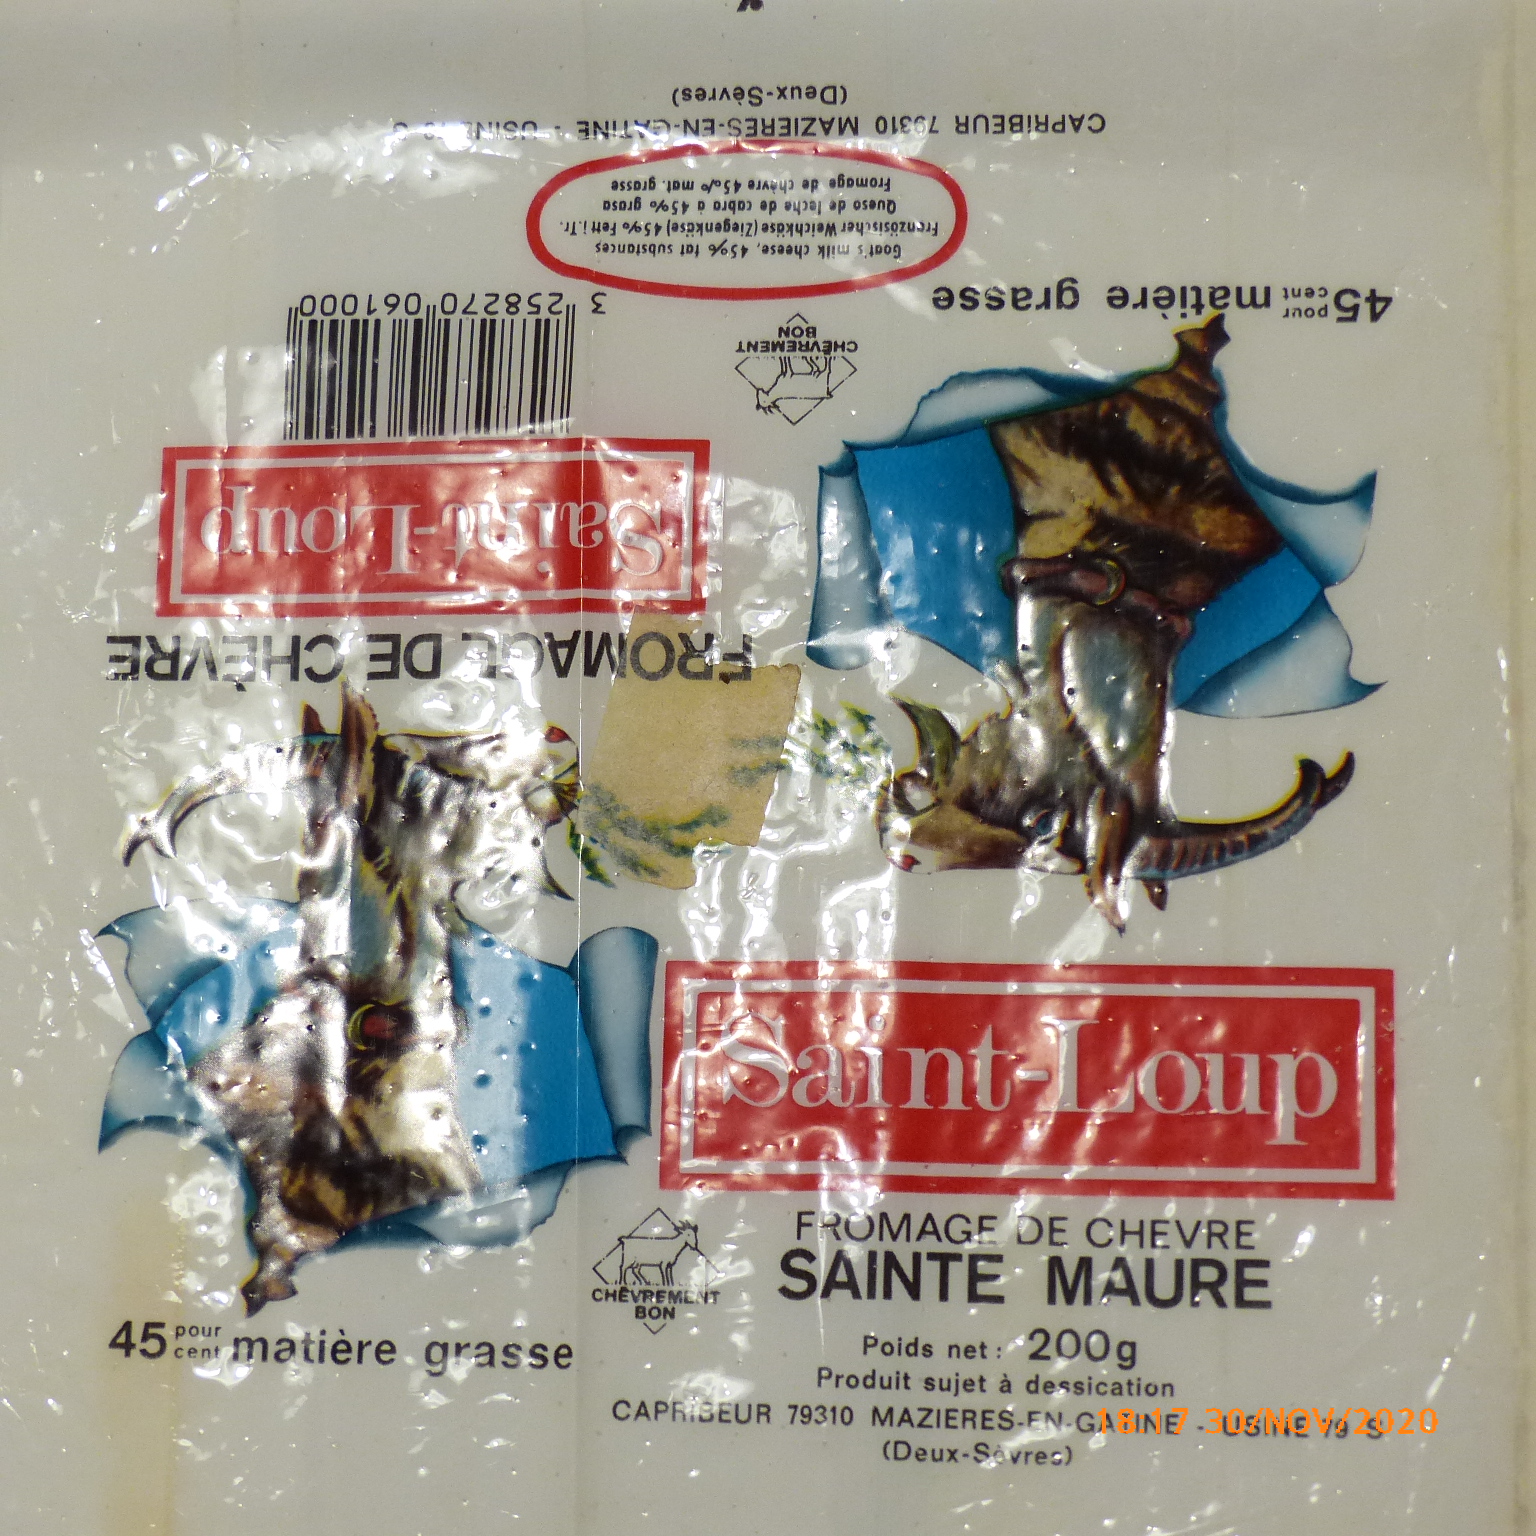 (Deux-Sèvres)
CAPRIBEUR 79310 MAZIERES-EN-GATINE - USINE 79 S
Fromage de chèvre 45% mat. grasse
Queso de leche de cabra à 45% grasa
Französischer Weichkäse (Ziegenkäse) 45% Fett i. Tr.
Goat's milk cheese, 45% fat substances
3 258270 061000
45 pour cent matière grasse
CHÈVREMENT
BON
Saint-Loup
FROMAGE DE CHÈVRE
Saint-Loup
FROMAGE DE CHEVRE
SAINTE MAURE
CHÈVREMENT
BON
45 pour cent matière grasse
Poids net: 200g
Produit sujet à dessication
CAPRIBEUR 79310 MAZIERES-EN-GATINE - USINE 79 S
(Deux-Sèvres)
18:17 30/NOV/2020